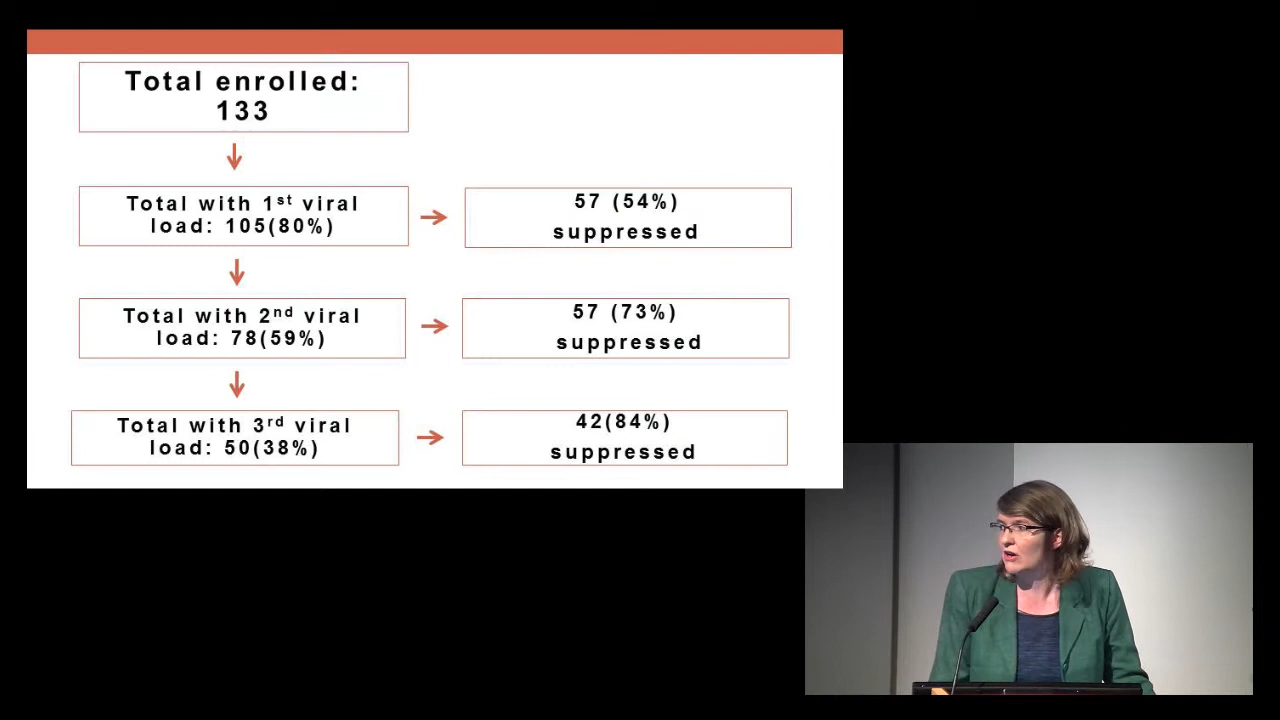 Total enrolled:
133
Total with 1st viral
load: 105(80%)
57 (54%)
suppressed
Total with 2nd viral
load: 78(59%)
57 (73%)
suppressed
Total with 3rd viral
load: 50(38%)
42(84%)
suppressed